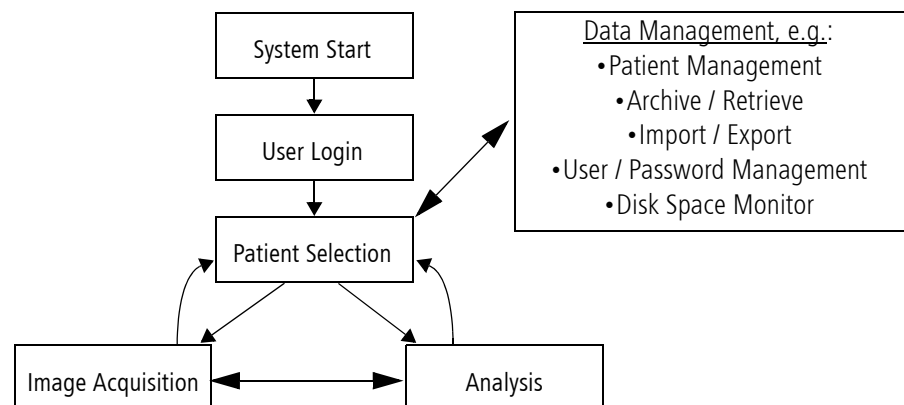 System Start
User Login
Patient Selection
Image Acquisition
Analysis
Data Management, e.g.:
•Patient Management
•Archive / Retrieve
•Import / Export
•User / Password Management
•Disk Space Monitor